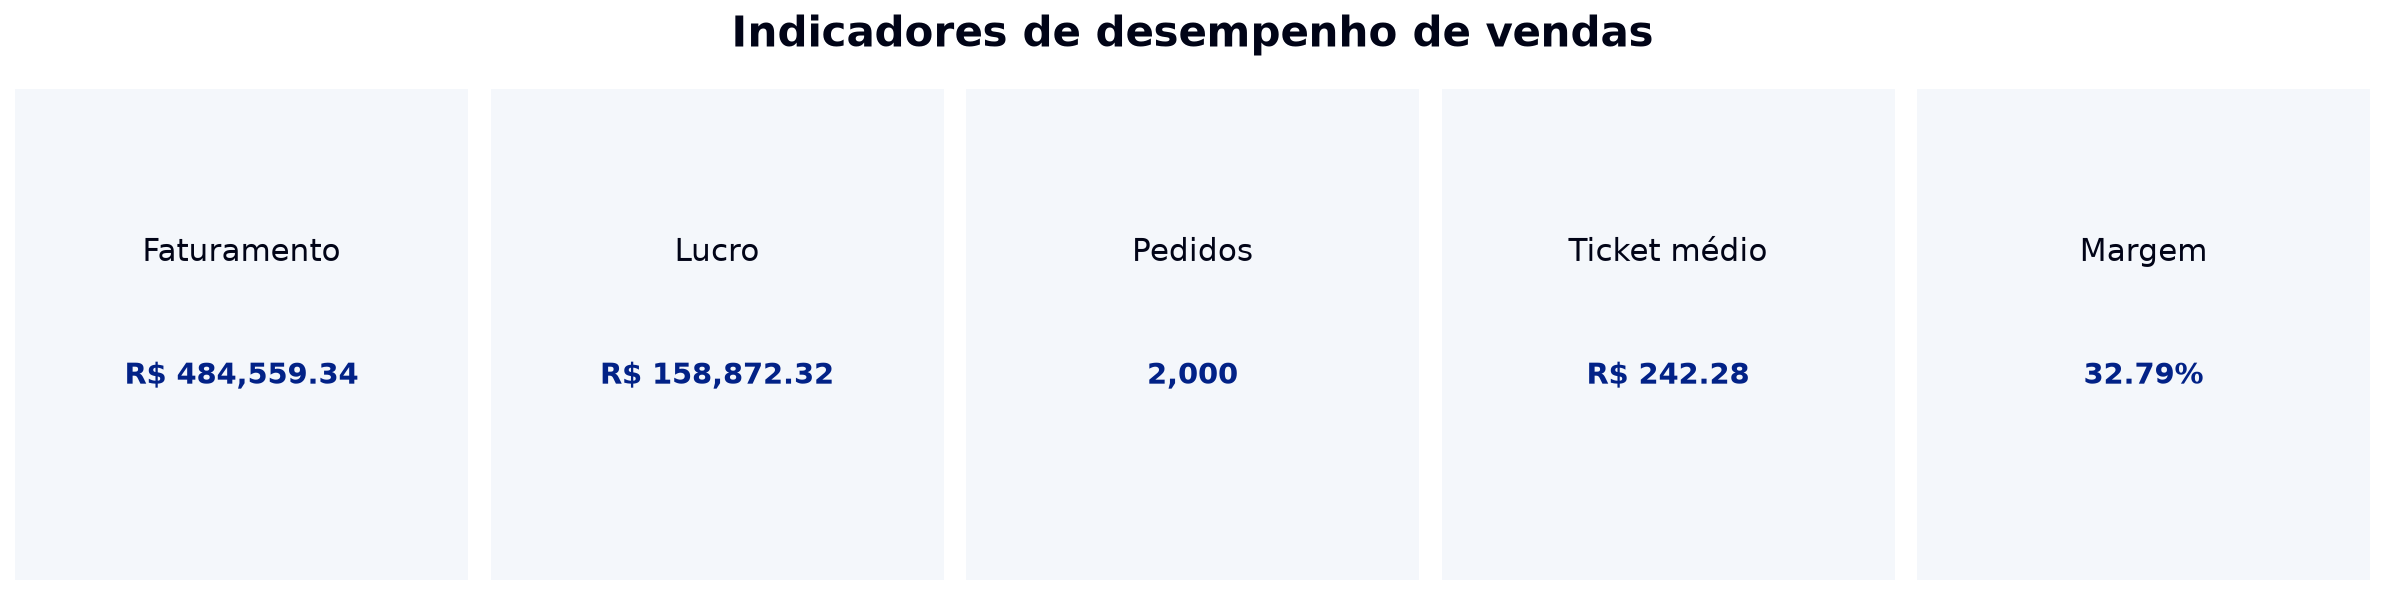 Indicadores de desempenho de vendas
Faturamento
R$ 484,559.34
Lucro
R$ 158,872.32
Pedidos
2,000
Ticket médio
R$ 242.28
Margem
32.79%